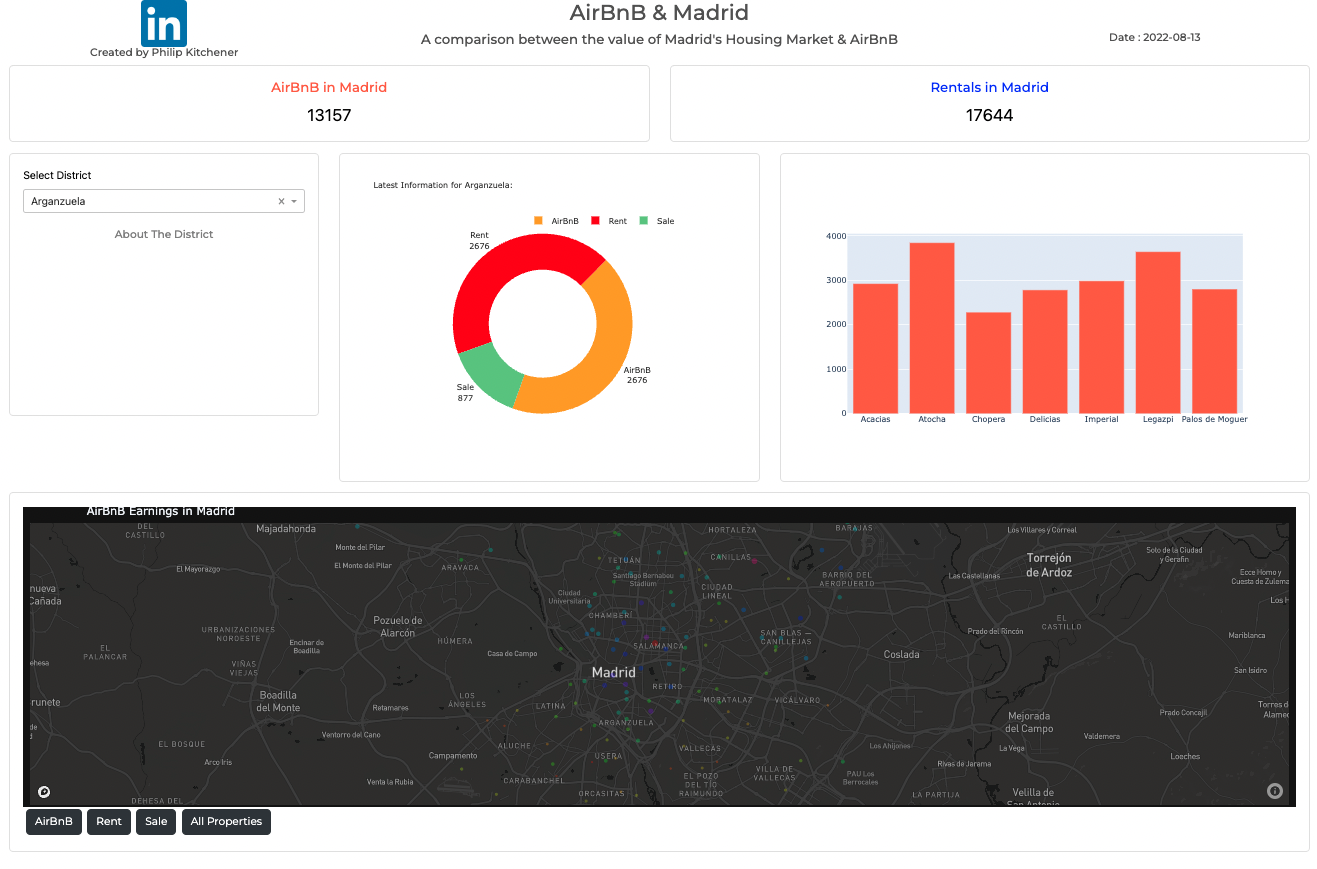 in
Created by Philip Kitchener
AirBnB & Madrid
A comparison between the value of Madrid's Housing Market & AirBnB
Date : 2022-08-13
AirBnB in Madrid
13157
Rentals in Madrid
17644
Select District
Arganzuela
About The District
Latest Information for Arganzuela:
AirBnB Rent Sale
Rent
2676
AirBnB
2676
Sale
877
4000
3000
2000
1000
0
Acacias Atocha Chopera Delicias Imperial Legazpi Palos de Moguer
AirBnB Earnings in Madrid
DEL
CASTILLO
Majadahonda
HORTALEZA
BARAJAS
Los Villares y Correal
Monte del Pilar
El Monte del Pilar
El Mayorazgo
ARAVACA
TETUÁN
CANILLAS
Santiago Bernabeu
Stadium
Torrejón
de Ardoz
Soto de la Ciudad
y Gerafin
Las Castellanas
BARRIO DEL
AEROPUERTO
Ecce Homo y
Cuesta de Zulema
nueva
Cañada
Ciudad
Universitaria
CIUDAD
LINEAL
Los H
CHAMBERÍ
Pozuelo de
Alarcón
URBANIZACIONES
NOROESTE
HÚMERA
Encinar de
Boadilla
SALAMANCA
SAN BLAS —
CANILLEJAS
Prado del Rincón
EL
CASTILLO
Mariblanca
EL
PALANCAR
Casa de Campo
Coslada
ehesa
VIÑAS
VIEJAS
Madrid
San Isidro
RETIRO
runete
Boadilla
del Monte
LOS
ÁNGELES
Retamares
LATINA
MORATALAZ
VICÁLVARO
Mejorada
del Campo
Prado Concejil
Torres d
Alame
de
d
ARGANZUELA
Ventorro del Cano
EL BOSQUE
ALUCHE
VALLECAS
Los Ahijones
La Vega
Valdemera
Arco Iris
Campamento
USERA
Rivas de Jarama
Loeches
Venta la Rubia
CARABANCHEL
EL POZO
DEL TÍO
RAIMUNDO
VILLA DE
VALLECAS
PAU Los
Berrocales
ORCASITAS
LA PARTIJA
Velilla de
San Antonio
DEHESA DEL
AirBnB Rent Sale All Properties